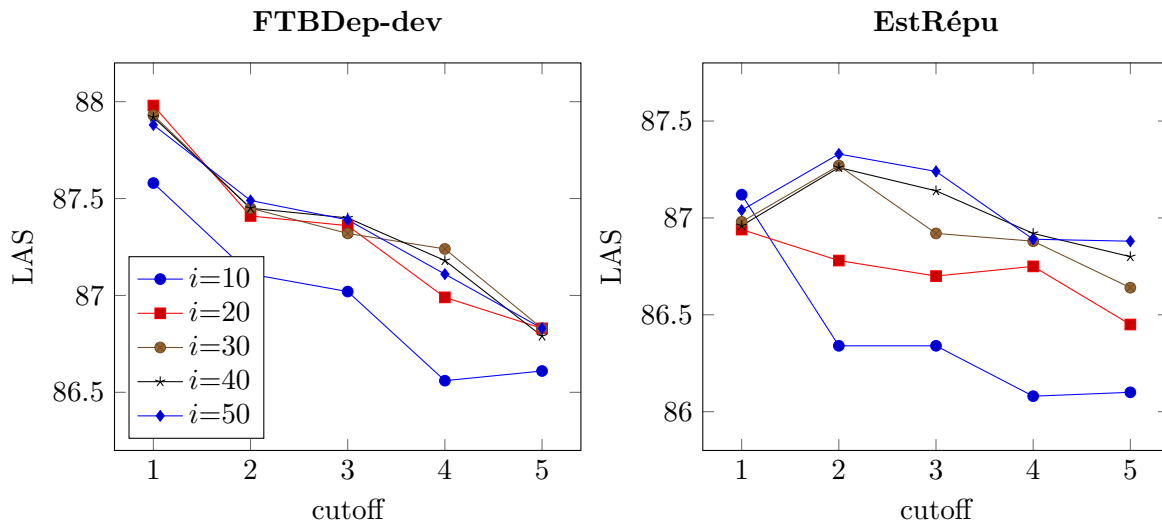 FTBDep-dev
88
87.5
87
86.5
LAS
i=10
i=20
i=30
i=40
i=50
1 2 3 4 5
cutoff
EstRépu
87.5
87
86.5
86
LAS
1 2 3 4 5
cutoff